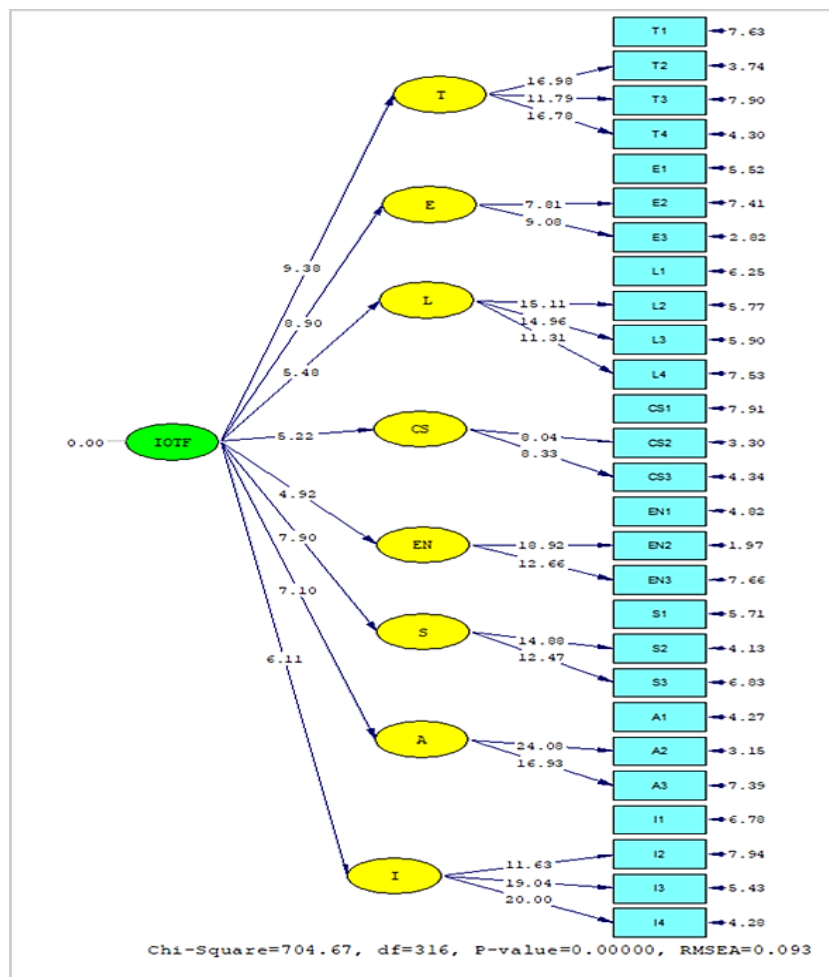 T1 7.63
T2 3.74
16.98
T
11.79
T3 7.90
16.78
T4 4.30
E1 5.52
E
7.81
E2 7.41
9.08
E3 2.82
L1 6.25
9.38
L
15.11
L2 5.77
14.96
8.90
11.31
L3 5.90
5.48
L4 7.53
CS1 7.91
0.00 IOTF
5.22
CS
8.04
CS2 3.30
8.33
CS3 4.34
4.92
EN1 4.82
7.90
EN
18.92
EN2 1.97
12.66
7.10
EN3 7.66
S1 5.71
6.11
S
14.88
S2 4.13
12.47
S3 6.83
A1 4.27
A
24.08
A2 3.15
16.93
A3 7.39
I1 6.78
11.63
I2 7.94
I
19.04
I3 5.43
20.00
I4 4.28
Chi-Square=704.67, df=316, P-value=0.00000, RMSEA=0.093